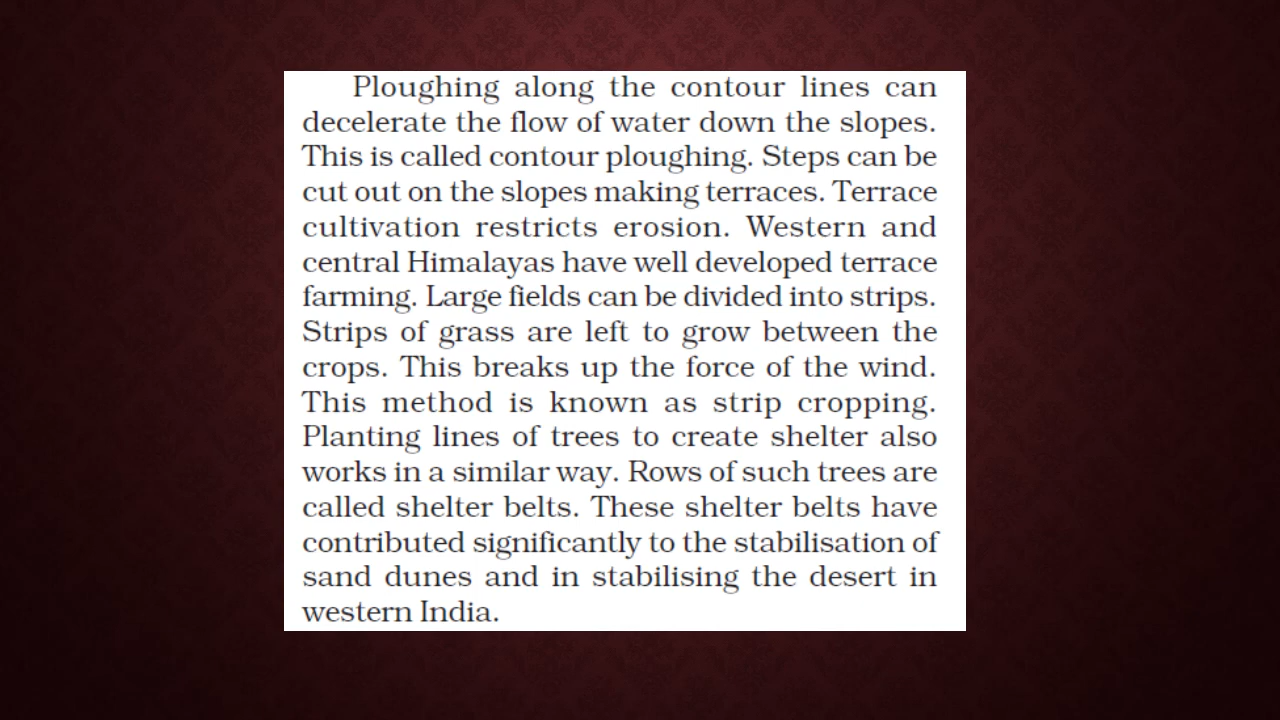 Ploughing along the contour lines can
decelerate the flow of water down the slopes.
This is called contour ploughing. Steps can be
cut out on the slopes making terraces. Terrace
cultivation restricts erosion. Western and
central Himalayas have well developed terrace
farming. Large fields can be divided into strips.
Strips of grass are left to grow between the
crops. This breaks up the force of the wind.
This method is known as strip cropping.
Planting lines of trees to create shelter also
works in a similar way. Rows of such trees are
called shelter belts. These shelter belts have
contributed significantly to the stabilisation of
sand dunes and in stabilising the desert in
western India.